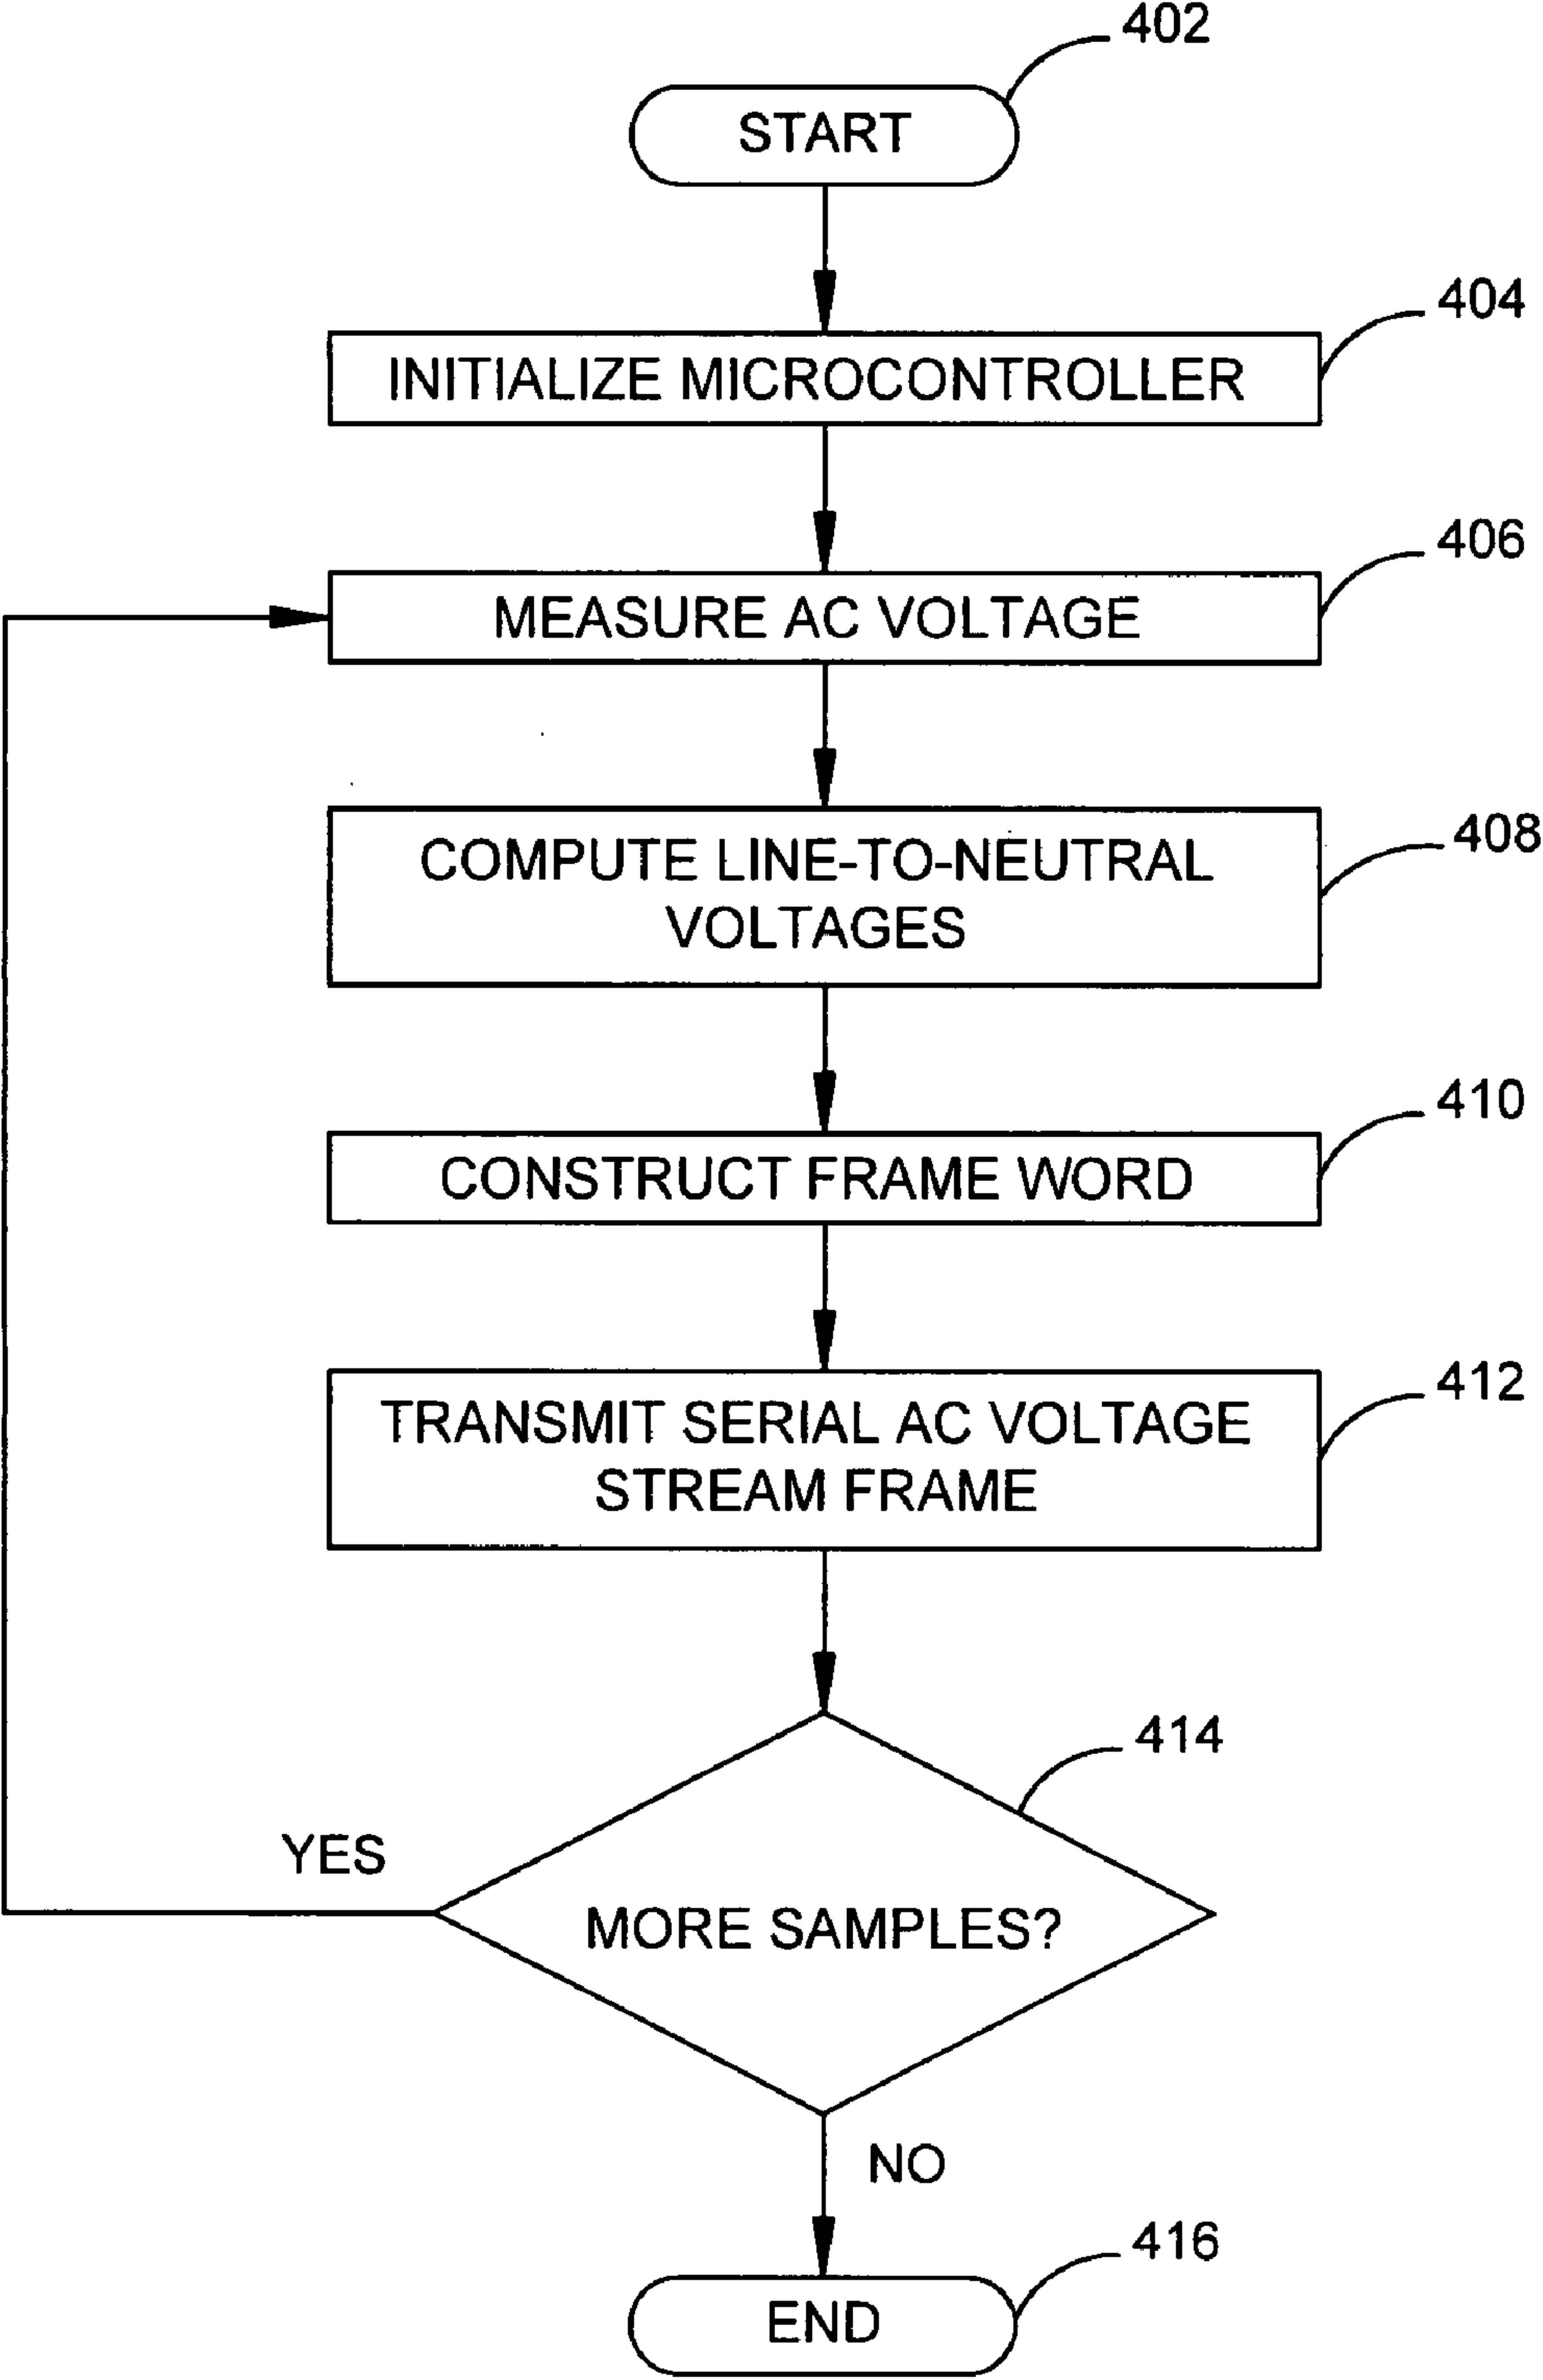 402
START
404
INITIALIZE MICROCONTROLLER
406
MEASURE AC VOLTAGE
408
COMPUTE LINE-TO-NEUTRAL
VOLTAGES
410
CONSTRUCT FRAME WORD
412
TRANSMIT SERIAL AC VOLTAGE
STREAM FRAME
414
YES
MORE SAMPLES?
NO
416
END